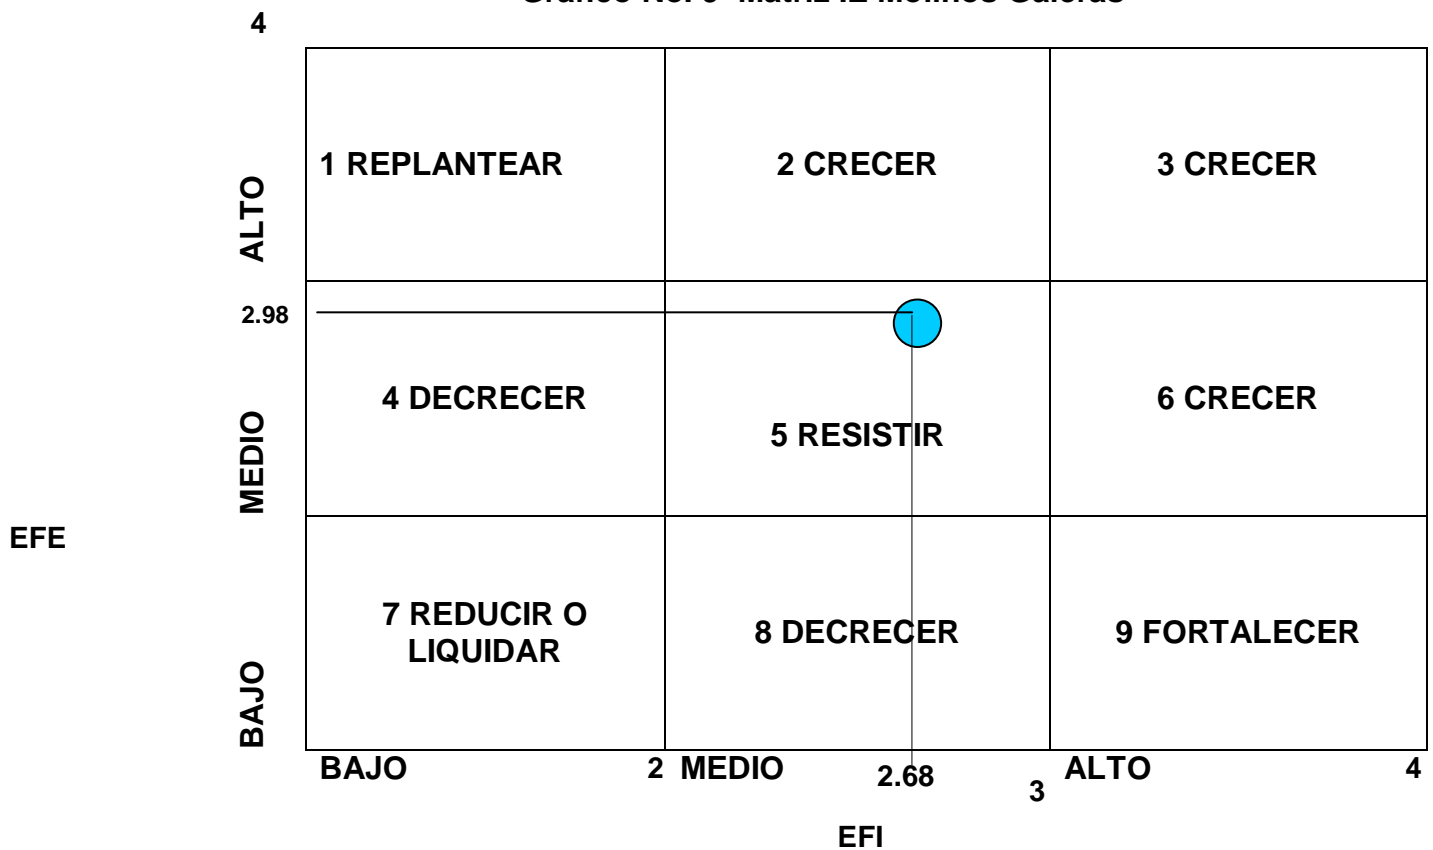 4
ALTO
1 REPLANTEAR
2 CRECER
3 CRECER
2.98
MEDIO
4 DECRECER
5 RESISTIR
6 CRECER
EFE
BAJO
7 REDUCIR O
LIQUIDAR
8 DECRECER
9 FORTALECER
BAJO 2 MEDIO 2.68 3 ALTO 4
EFI